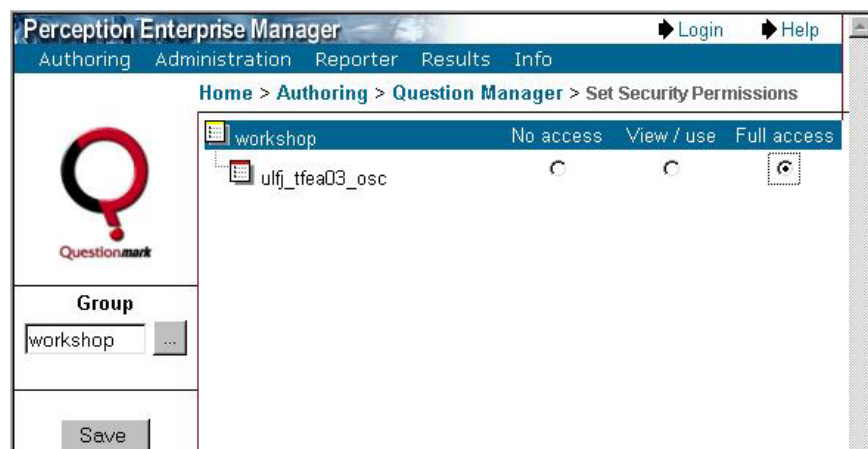 Perception Enterprise Manager
Login Help
Authoring Administration Reporter Results Info
Home > Authoring > Question Manager > Set Security Permissions
workshop No access View / use Full access
ulfj_tfea03_osc
Questionmark
Group
workshop ...
Save